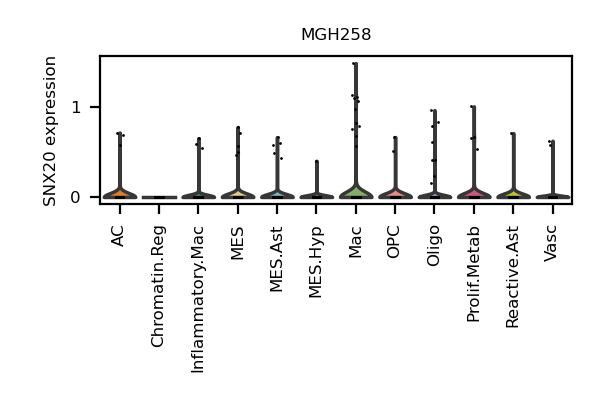 MGH258
SNX20 expression
1
0
AC
Chromatin.Reg
Inflammatory.Mac
MES
MES.Ast
MES.Hyp
Mac
OPC
Oligo
Prolif.Metab
Reactive.Ast
Vasc